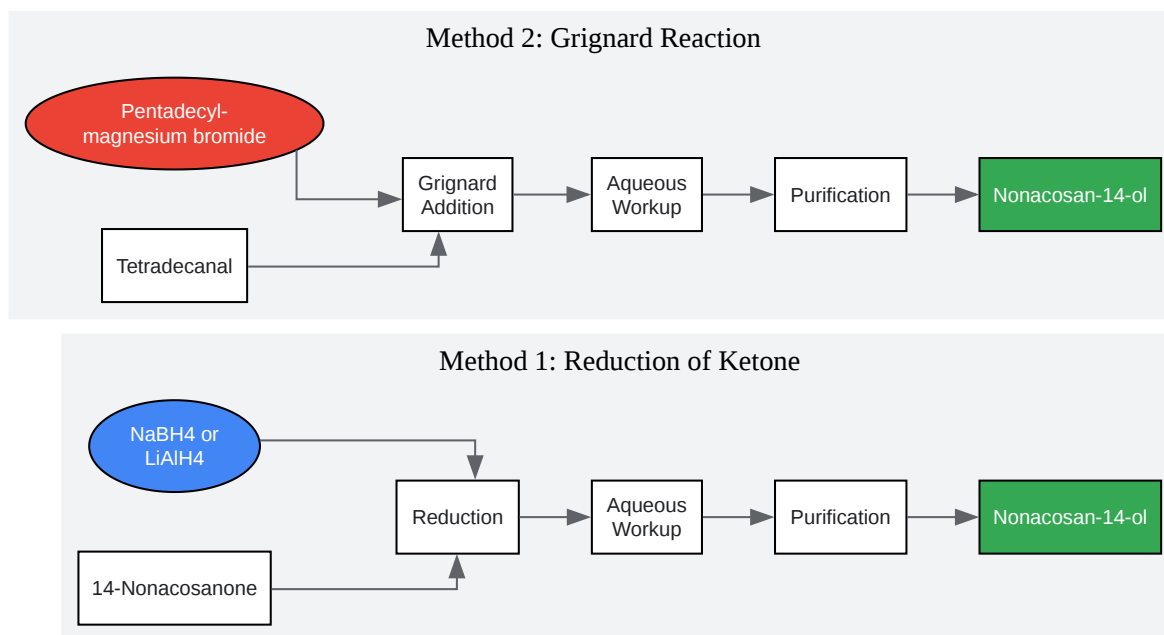 Method 2: Grignard Reaction
Pentadecyl-
magnesium bromide
Grignard
Addition
Aqueous
Workup
Purification
Nonacosan-14-ol
Tetradecanal
Method 1: Reduction of Ketone
NaBH4 or
LiAlH4
Reduction
Aqueous
Workup
Purification
Nonacosan-14-ol
14-Nonacosanone